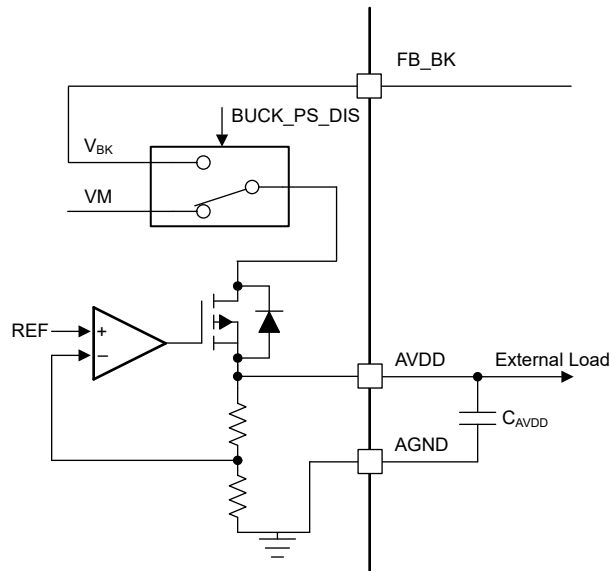 FB_BK
BUCK_PS_DIS
VBK
VM
REF
+
−
AVDD
External Load
CAVDD
AGND